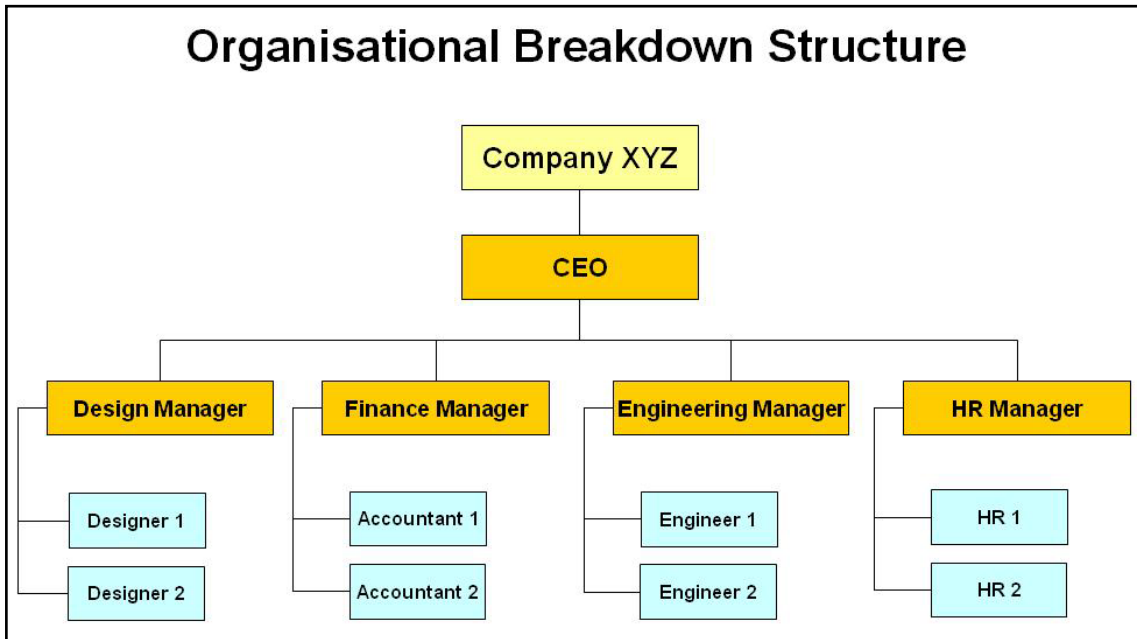 Organisational Breakdown Structure
Company XYZ
CEO
Design Manager
Finance Manager
Engineering Manager
HR Manager
Designer 1
Accountant 1
Engineer 1
HR 1
Designer 2
Accountant 2
Engineer 2
HR 2